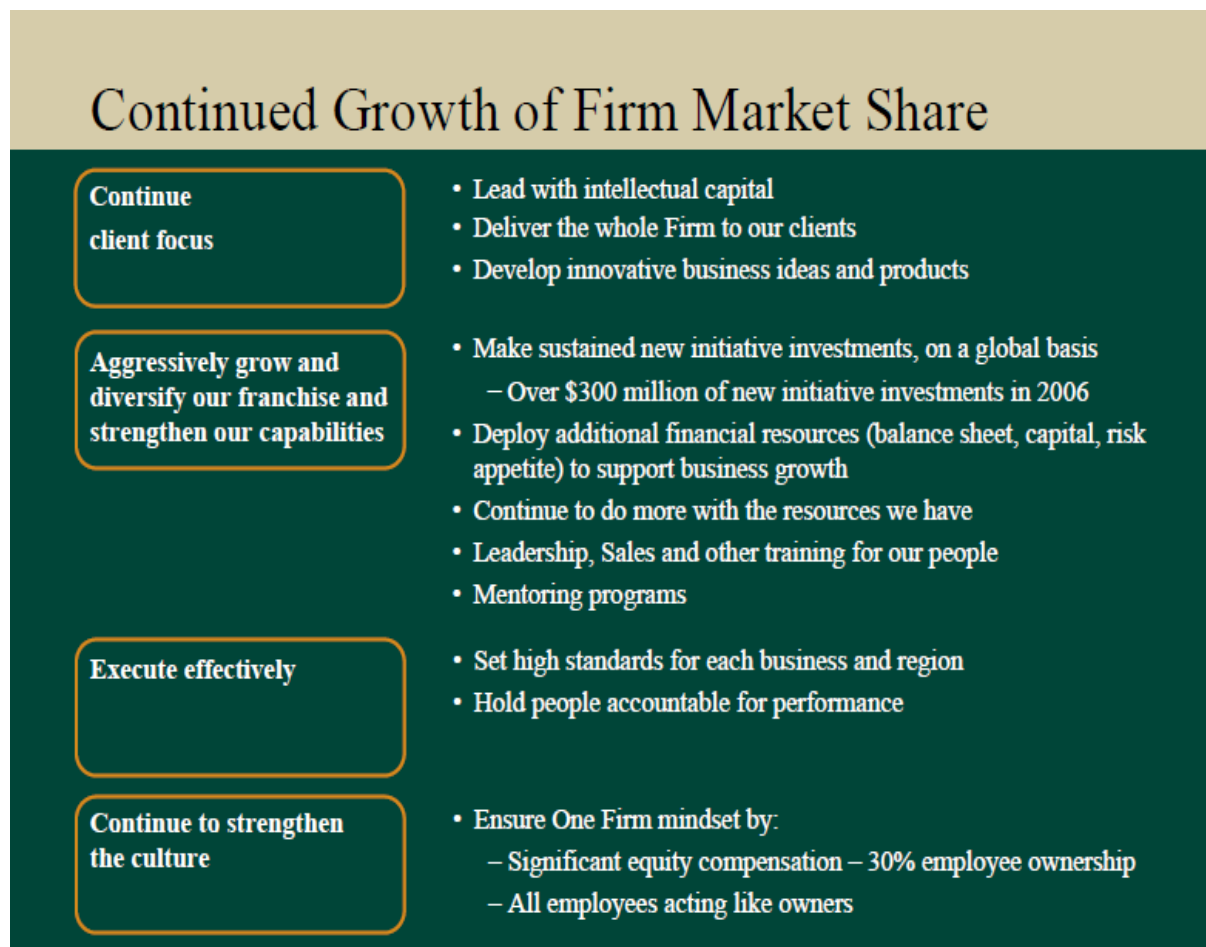 Continued Growth of Firm Market Share
Continue
client focus
• Lead with intellectual capital
• Deliver the whole Firm to our clients
• Develop innovative business ideas and products
Aggressively grow and
diversify our franchise and
strengthen our capabilities
• Make sustained new initiative investments, on a global basis
– Over $300 million of new initiative investments in 2006
• Deploy additional financial resources (balance sheet, capital, risk
appetite) to support business growth
• Continue to do more with the resources we have
• Leadership, Sales and other training for our people
• Mentoring programs
Execute effectively
• Set high standards for each business and region
• Hold people accountable for performance
Continue to strengthen
the culture
• Ensure One Firm mindset by:
– Significant equity compensation – 30% employee ownership
– All employees acting like owners